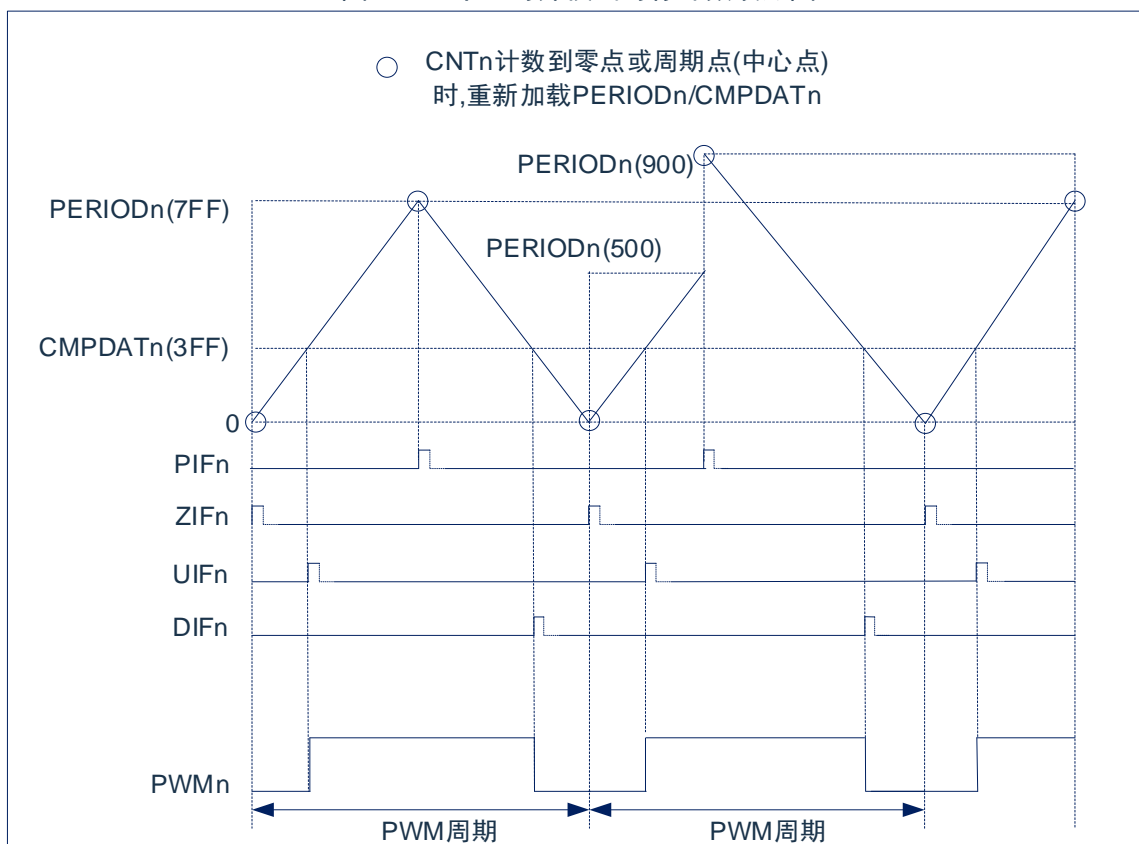 CNTn计数到零点或周期点(中心点)
时,重新加载PERIODn/CMPDATn
PERIODn(900)
PERIODn(7FF)
PERIODn(500)
CMPDATn(3FF)
0
PIFn
ZIFn
UIFn
DIFn
PWMn
PWM周期
PWM周期